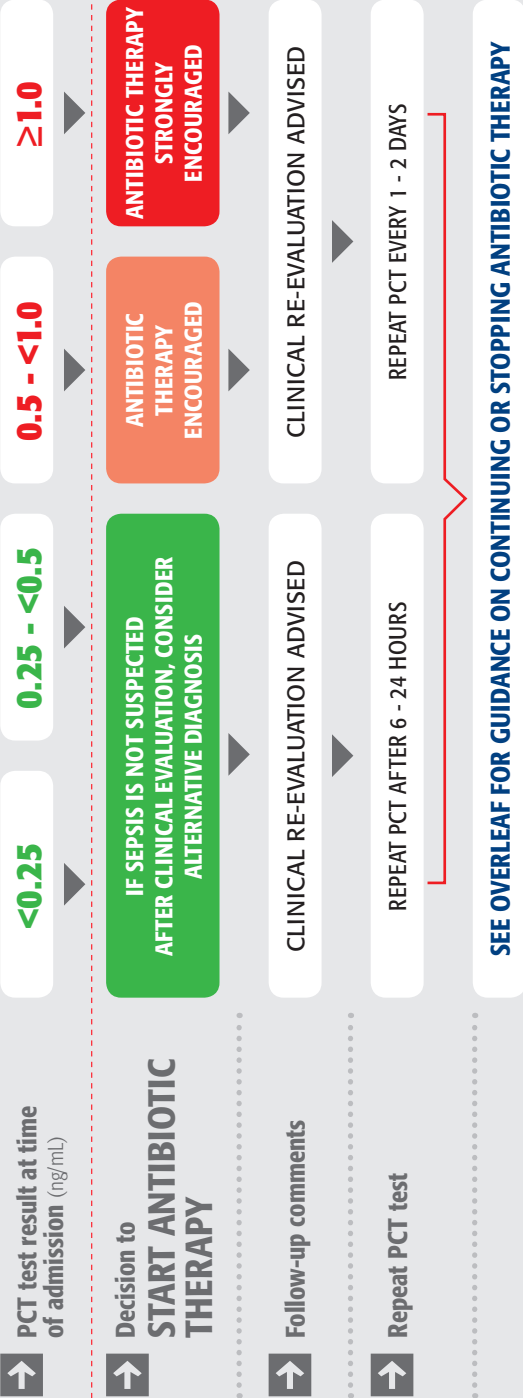 PCT test result at time
of admission (ng/mL)
<0.25
0.25 - <0.5
0.5 - <1.0
≥1.0
Decision to
START ANTIBIOTIC
THERAPY
IF SEPSIS IS NOT SUSPECTED
AFTER CLINICAL EVALUATION, CONSIDER
ALTERNATIVE DIAGNOSIS
ANTIBIOTIC
THERAPY
ENCOURAGED
ANTIBIOTIC THERAPY
STRONGLY
ENCOURAGED
Follow-up comments
CLINICAL RE-EVALUATION ADVISED
CLINICAL RE-EVALUATION ADVISED
Repeat PCT test
REPEAT PCT AFTER 6 - 24 HOURS
REPEAT PCT EVERY 1 - 2 DAYS
SEE OVERLEAF FOR GUIDANCE ON CONTINUING OR STOPPING ANTIBIOTIC THERAPY